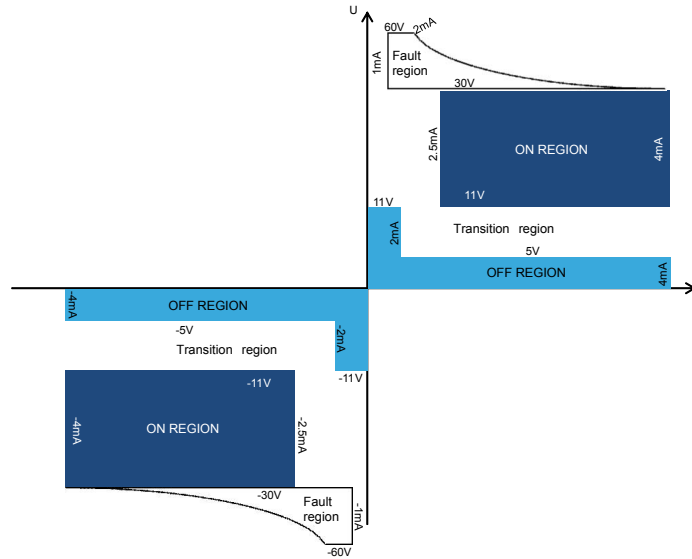 U
60V
2mA
1mA
Fault
region
30V
2.5mA
ON REGION
4mA
11V
11V
2mA
Transition region
5V
OFF REGION
4mA
-4mA
OFF REGION
-5V
-2mA
Transition region
-11V
-11V
-4mA
ON REGION
-2.5mA
-30V
Fault
region
-1mA
-60V